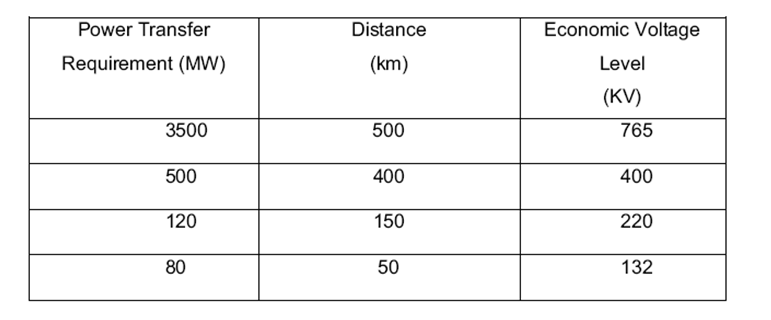 Power Transfer Distance Economic Voltage
Requirement (MW) (km) Level
(KV)
3500 500 765
500 400 400
120 150 220
80 50 132